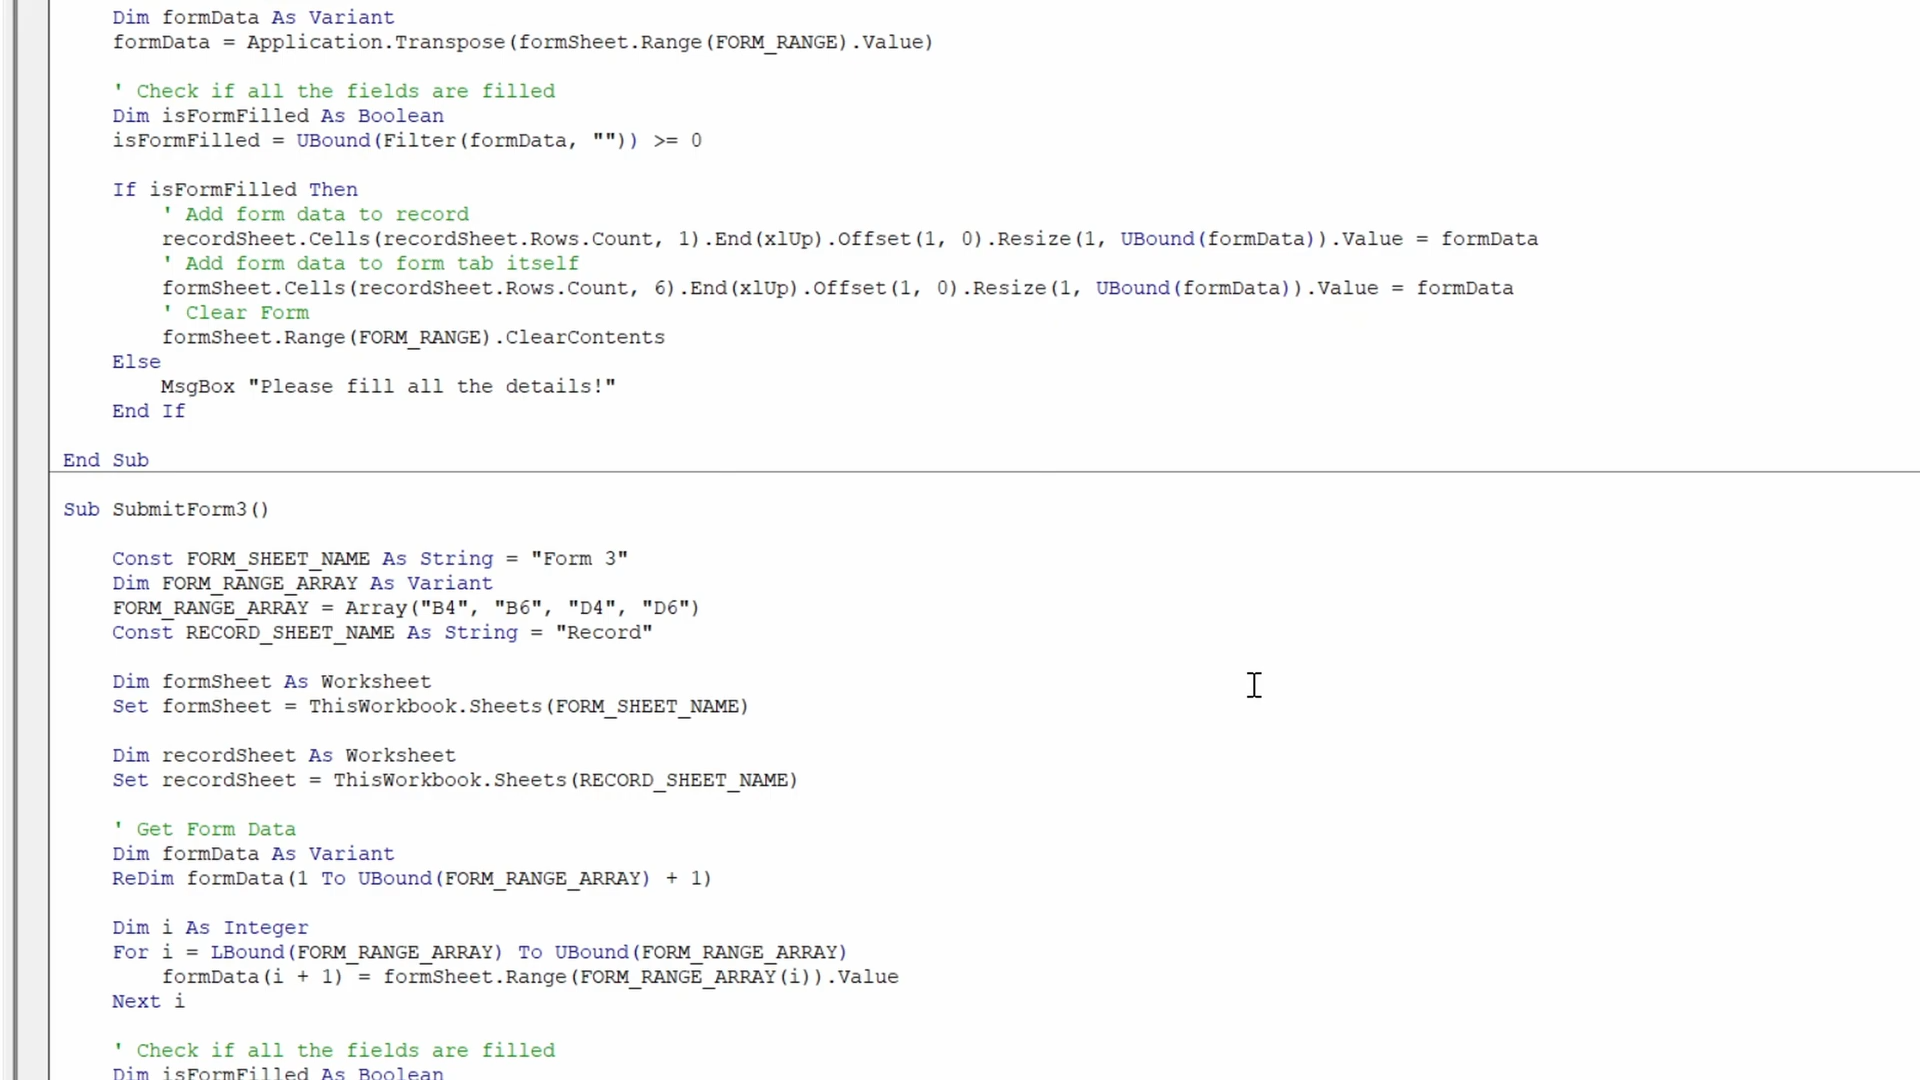 Dim formData As Variant
formData = Application.Transpose(formSheet.Range(FORM_RANGE).Value)
' Check if all the fields are filled
Dim isFormFilled As Boolean
isFormFilled = UBound(Filter(formData, "")) >= 0
If isFormFilled Then
' Add form data to record
recordSheet.Cells(recordSheet.Rows.Count, 1).End(xlUp).Offset(1, 0).Resize(1, UBound(formData)).Value = formData
' Add form data to form tab itself
formSheet.Cells(recordSheet.Rows.Count, 6).End(xlUp).Offset(1, 0).Resize(1, UBound(formData)).Value = formData
' Clear Form
formSheet.Range(FORM_RANGE).ClearContents
Else
MsgBox "Please fill all the details!"
End If
End Sub
Sub SubmitForm3()
Const FORM_SHEET_NAME As String = "Form 3"
Dim FORM_RANGE_ARRAY As Variant
FORM_RANGE_ARRAY = Array("B4", "B6", "D4", "D6")
Const RECORD_SHEET_NAME As String = "Record"
Dim formSheet As Worksheet
Set formSheet = ThisWorkbook.Sheets(FORM_SHEET_NAME)
Dim recordSheet As Worksheet
Set recordSheet = ThisWorkbook.Sheets(RECORD_SHEET_NAME)
' Get Form Data
Dim formData As Variant
ReDim formData(1 To UBound(FORM_RANGE_ARRAY) + 1)
Dim i As Integer
For i = LBound(FORM_RANGE_ARRAY) To UBound(FORM_RANGE_ARRAY)
formData(i + 1) = formSheet.Range(FORM_RANGE_ARRAY(i)).Value
Next i
' Check if all the fields are filled
Dim isFormFilled As Boolean